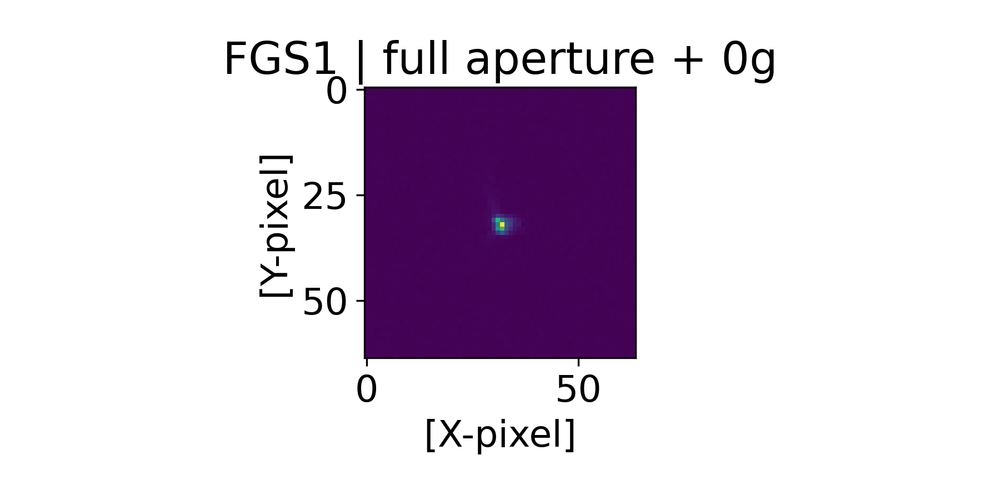 FGS1 | full aperture + 0g
0
25
50
[Y-pixel]
0
50
[X-pixel]